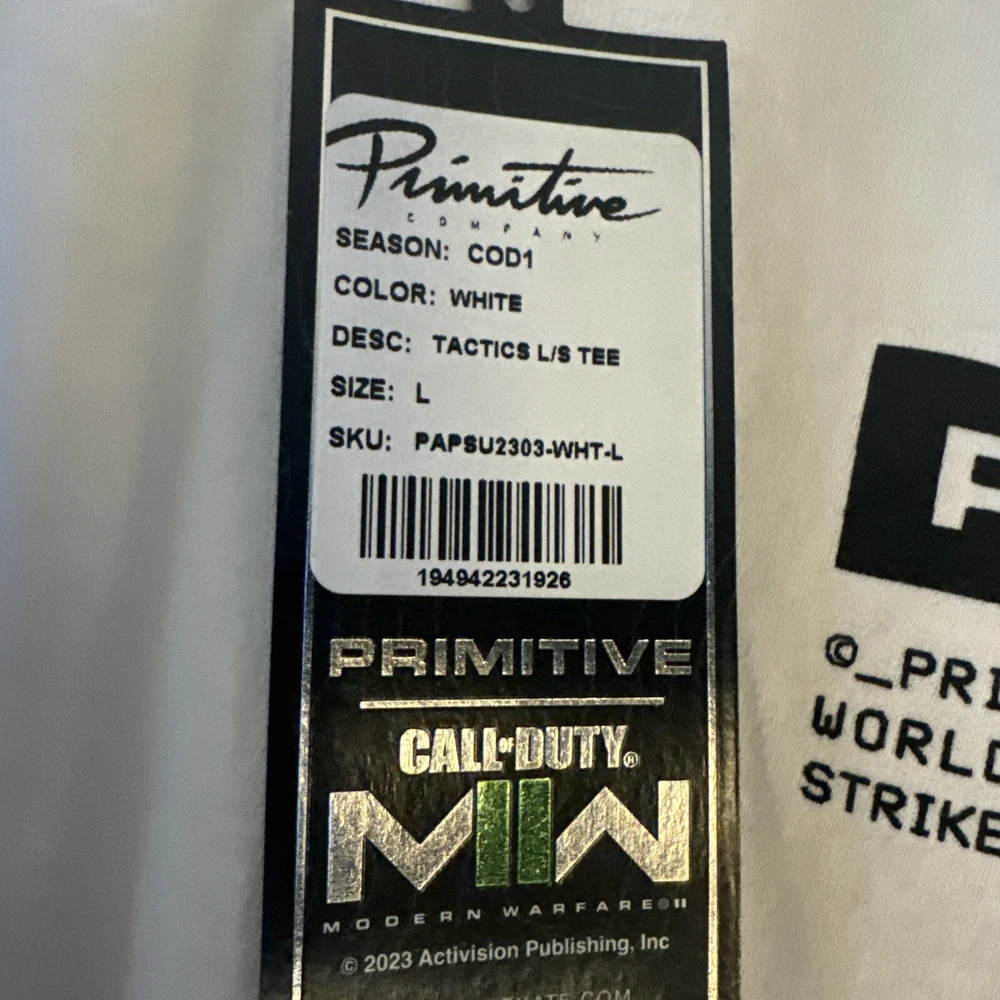 Primitive
COMPANY
SEASON: COD1
COLOR: WHITE
DESC: TACTICS L/S TEE
SIZE: L
SKU: PAPSU2303-WHT-L
194942231926
PRIMITIVE
CALL OF DUTY®
MIIW
MODERN WARFARE® II
© 2023 Activision Publishing, Inc
©_PRI
WORLD
STRIKE